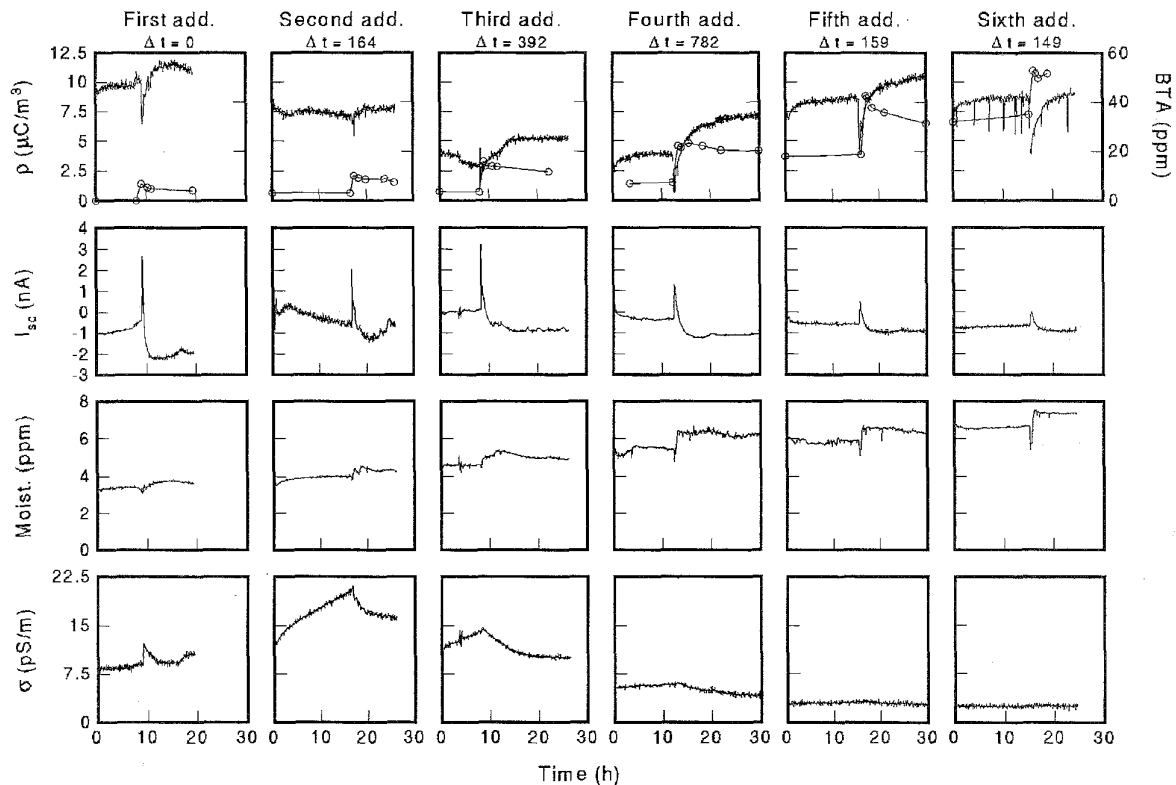 First add. Second add. Third add. Fourth add. Fifth add. Sixth add.
Δ t = 0 Δ t = 164 Δ t = 392 Δ t = 782 Δ t = 159 Δ t = 149
12.5 60
10
7.5 40
5
20
2.5
0 0
ρ (μC/m³)
BTA (ppm)
4
3
2
1
0
-1
-2
-3
I sc (nA)
8
6
4
2
0
Moist. (ppm)
22.5
15
7.5
0
σ (pS/m)
0 10 20 30 0 10 20 30 0 10 20 30 0 10 20 30 0 10 20 30 0 10 20 30
Time (h)